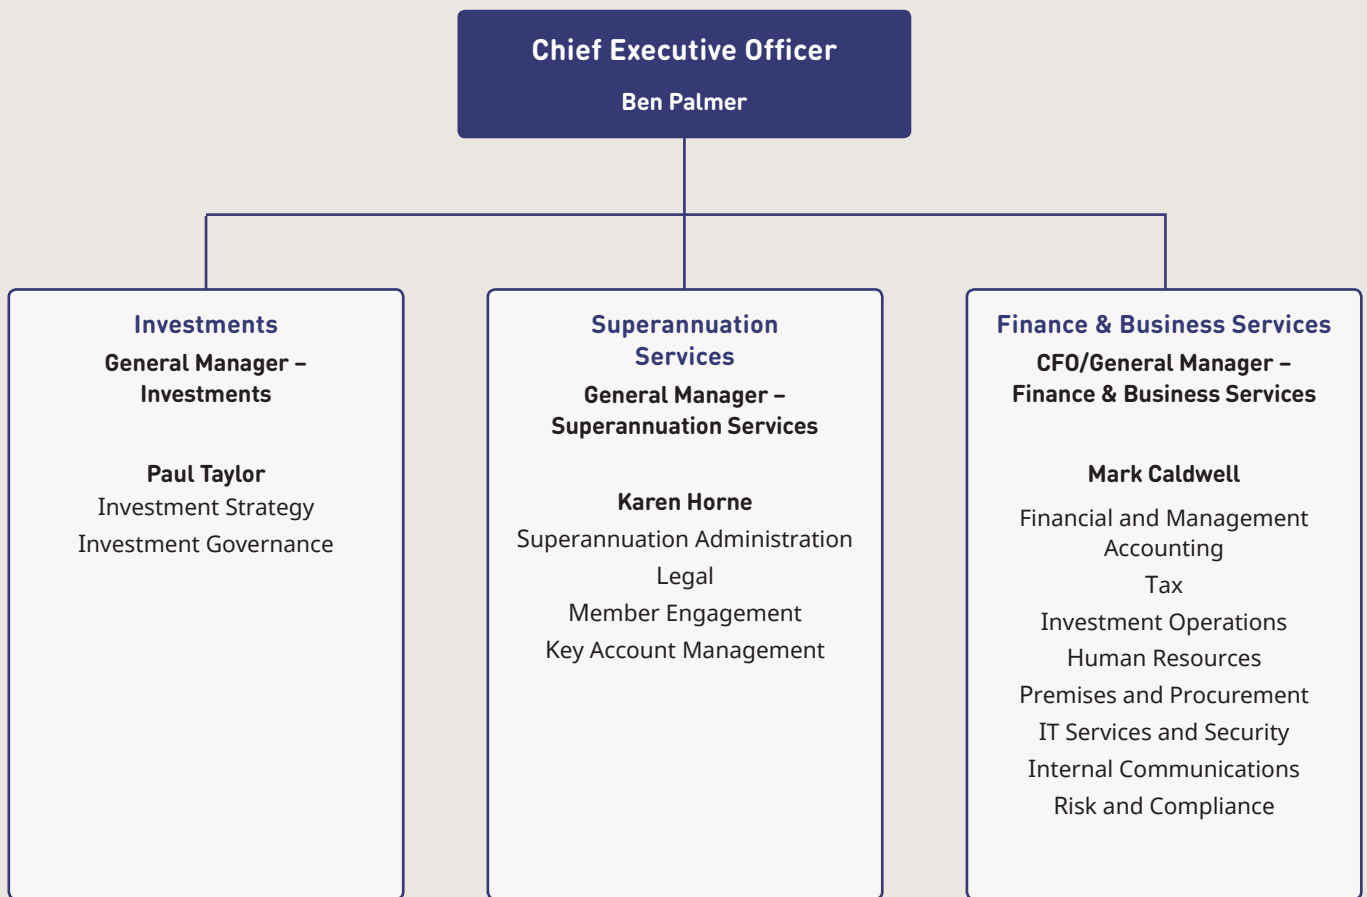 Chief Executive Officer
Ben Palmer
Investments
General Manager –
Investments
Paul Taylor
Investment Strategy
Investment Governance
Superannuation
Services
General Manager –
Superannuation Services
Karen Horne
Superannuation Administration
Legal
Member Engagement
Key Account Management
Finance & Business Services
CFO/General Manager –
Finance & Business Services
Mark Caldwell
Financial and Management
Accounting
Tax
Investment Operations
Human Resources
Premises and Procurement
IT Services and Security
Internal Communications
Risk and Compliance